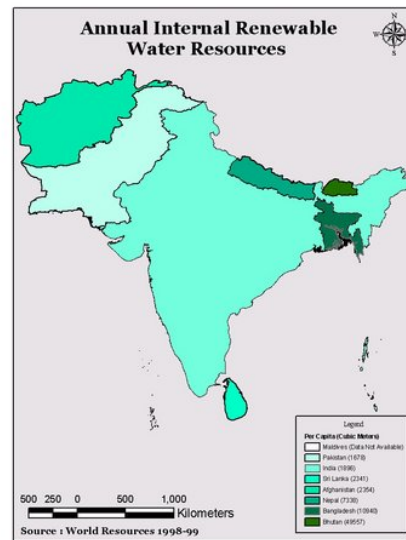 Annual Internal Renewable
Water Resources
N
W
E
S
Legend
Per Capita (Cubic Meters)
Maldives (Data Not Available)
Pakistan (1678)
India (1896)
Sri Lanka (2341)
Afghanistan (2354)
Nepal (7338)
Bangladesh (10940)
Bhutan (49557)
500 250 0 500 1,000
Kilometers
Source : World Resources 1998-99